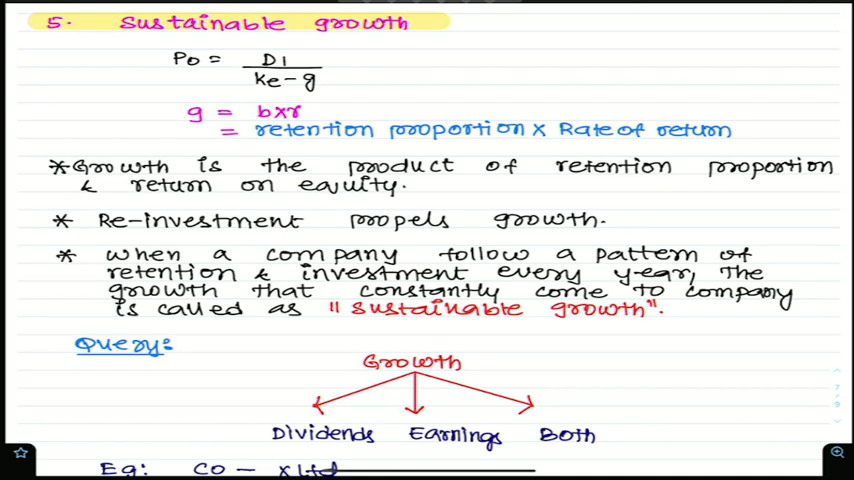 5. Sustainable growth
P0 = D1
ke - g
g = b×r
= retention proportion × Rate of return
* Growth is the product of retention proportion
& return on equity.
* Re-investment propels growth.
* When a company follow a pattern of
retention & investment every year, The
growth that constantly come to company
is called as "Sustainable growth".
Query:
Growth
Dividends Earnings Both
Eg: CO - X Ltd